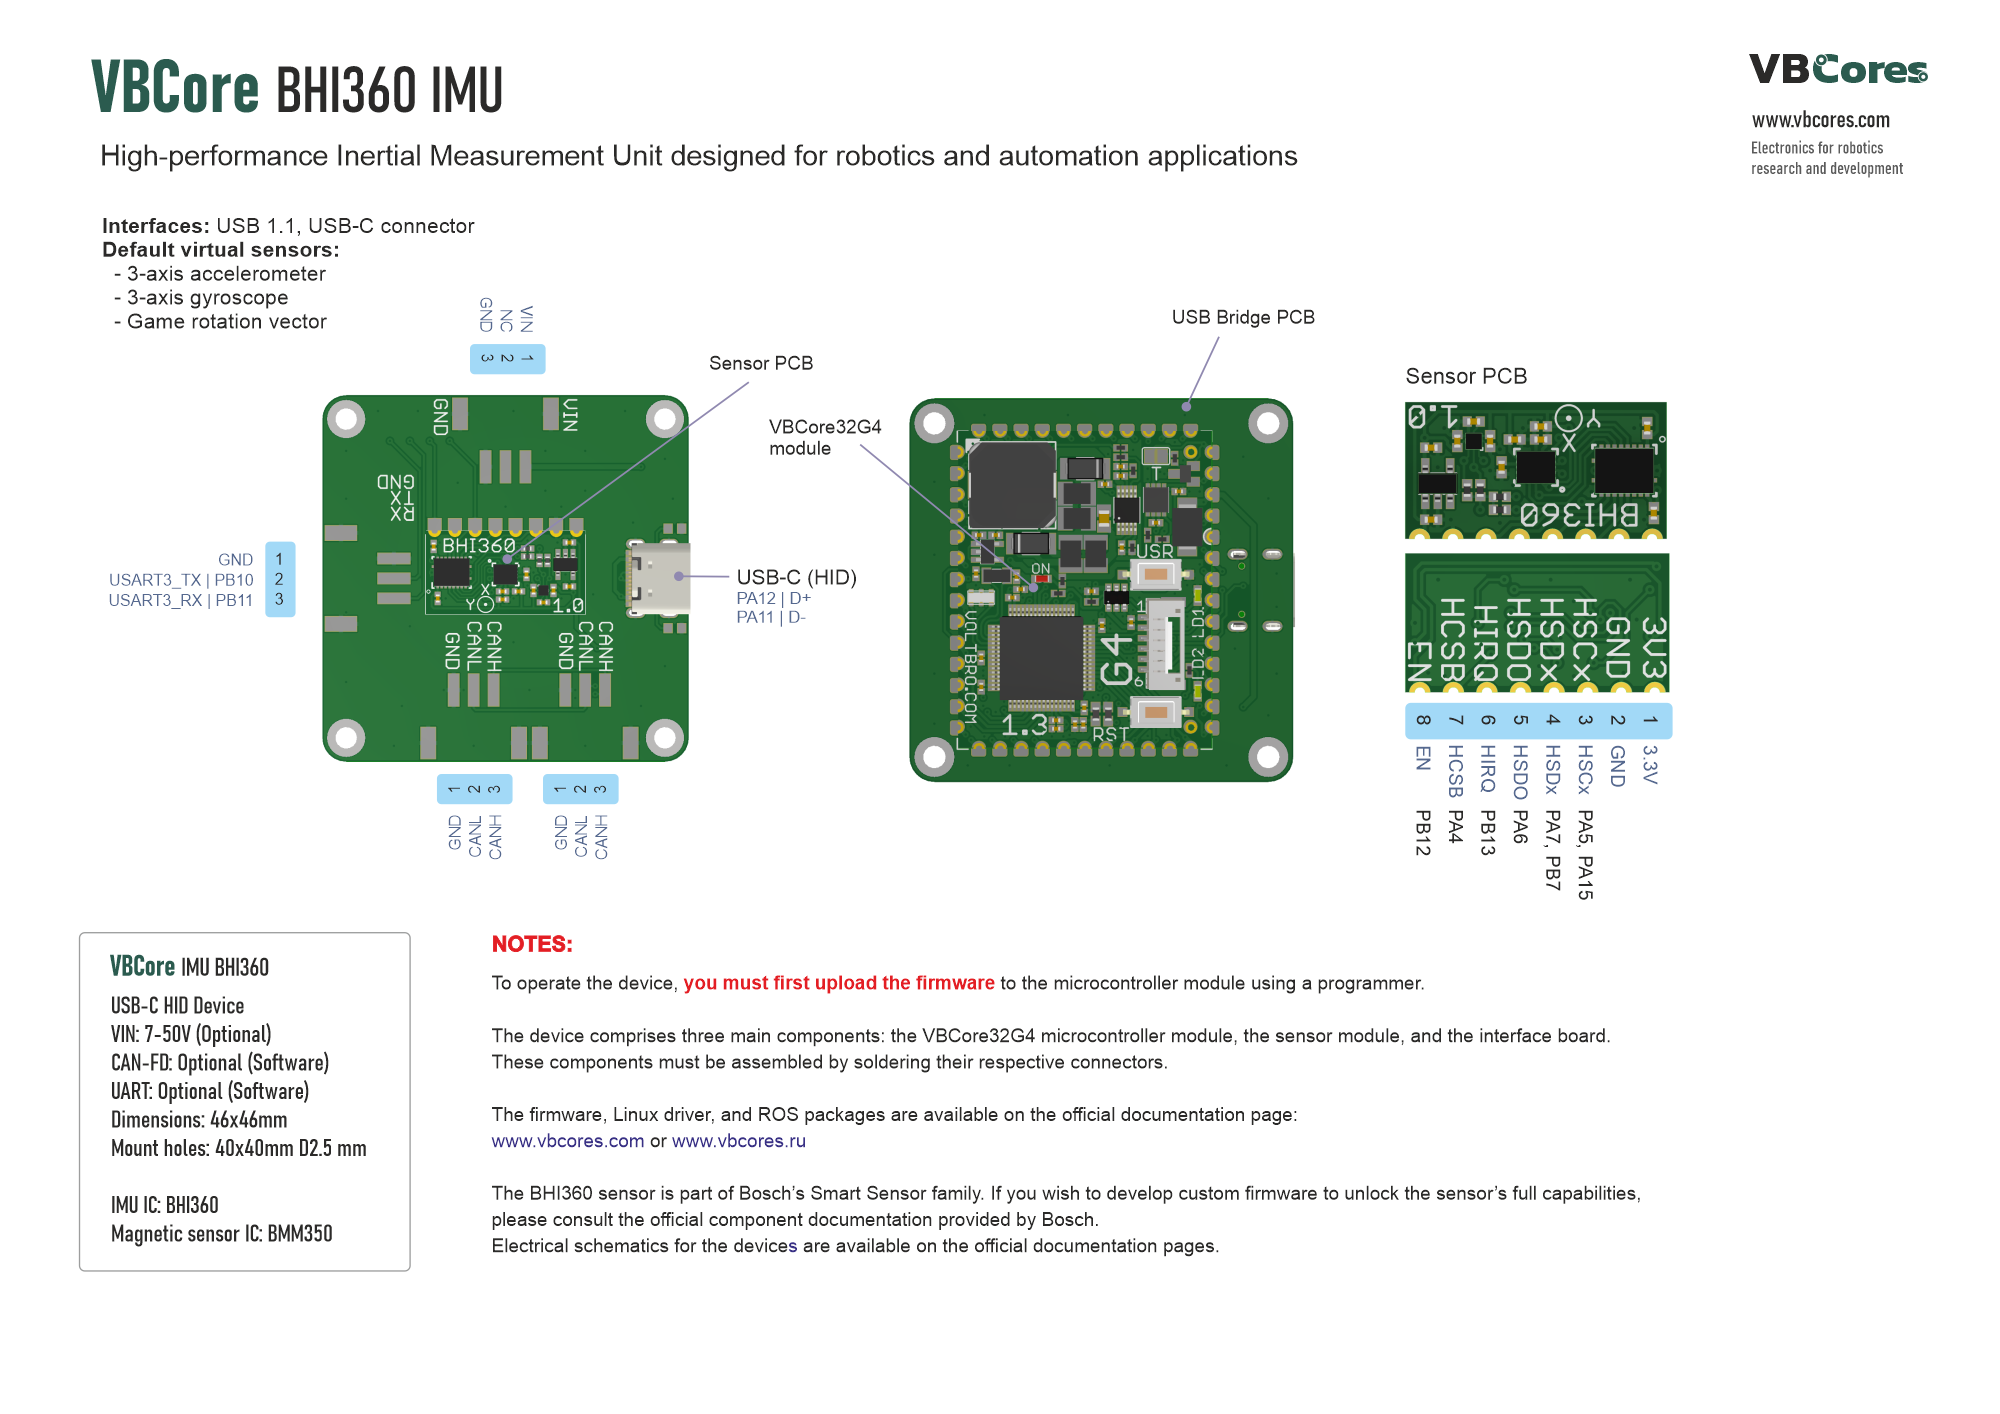 VBCore BHI360 IMU
VBCores
www.vbcores.com
Electronics for robotics
research and development
High-performance Inertial Measurement Unit designed for robotics and automation applications
Interfaces: USB 1.1, USB-C connector
Default virtual sensors:
- 3-axis accelerometer
- 3-axis gyroscope
- Game rotation vector
GND
NC
VIN
3
2
1
Sensor PCB
GND
VIN
GND
TX
RX
BHI360
X
Y
1.0
GND
CANL
CANH
GND
CANL
CANH
GND 1
USART3_TX | PB10 2
USART3_RX | PB11 3
USB-C (HID)
PA12 | D+
PA11 | D-
1
2
3
GND
CANL
CANH
1
2
3
GND
CANL
CANH
USB Bridge PCB
VBCore32G4
module
T
USR
ON
1
LD1
G4
LD2
6
VOLTBRO.COM
1.3
RST
Sensor PCB
1.0
Y
X
BHI360
EN
HCSB
HIRQ
HSDO
HSDx
HSCx
GND
3V3
8
7
6
5
4
3
2
1
EN PB12
HCSB PA4
HIRQ PB13
HSDO PA6
HSDx PA7, PB7
HSCx PA5, PA15
GND
3.3V
VBCore IMU BHI360
USB-C HID Device
VIN: 7-50V (Optional)
CAN-FD: Optional (Software)
UART: Optional (Software)
Dimensions: 46x46mm
Mount holes: 40x40mm D2.5 mm
IMU IC: BHI360
Magnetic sensor IC: BMM350
NOTES:
To operate the device, you must first upload the firmware to the microcontroller module using a programmer.
The device comprises three main components: the VBCore32G4 microcontroller module, the sensor module, and the interface board.
These components must be assembled by soldering their respective connectors.
The firmware, Linux driver, and ROS packages are available on the official documentation page:
www.vbcores.com or www.vbcores.ru
The BHI360 sensor is part of Bosch's Smart Sensor family. If you wish to develop custom firmware to unlock the sensor's full capabilities,
please consult the official component documentation provided by Bosch.
Electrical schematics for the devices are available on the official documentation pages.